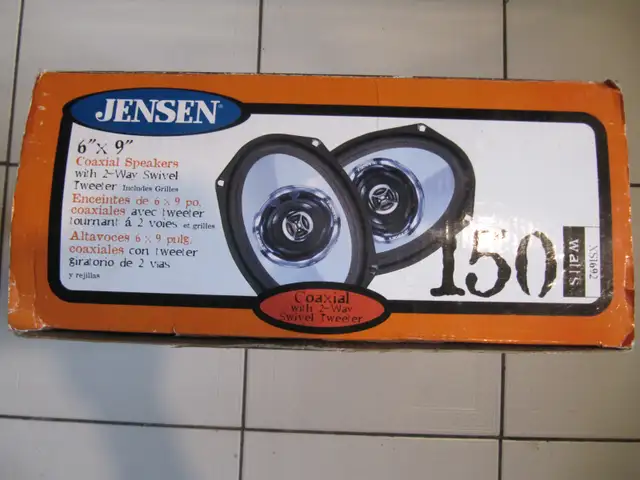 JENSEN
6"x 9"
Coaxial Speakers
with 2-Way Swivel
Tweeter Includes Grilles
Enceintes de 6 x 9 po.
coaxiales avec tweeter
tournant á 2 voies et grilles
Altavoces 6 x 9 pulg.
coaxiales con tweeter
giratorio de 2 vias
y rejillas
150
watts
XS1692
Coaxial
with 2-Way
Swivel Tweeter